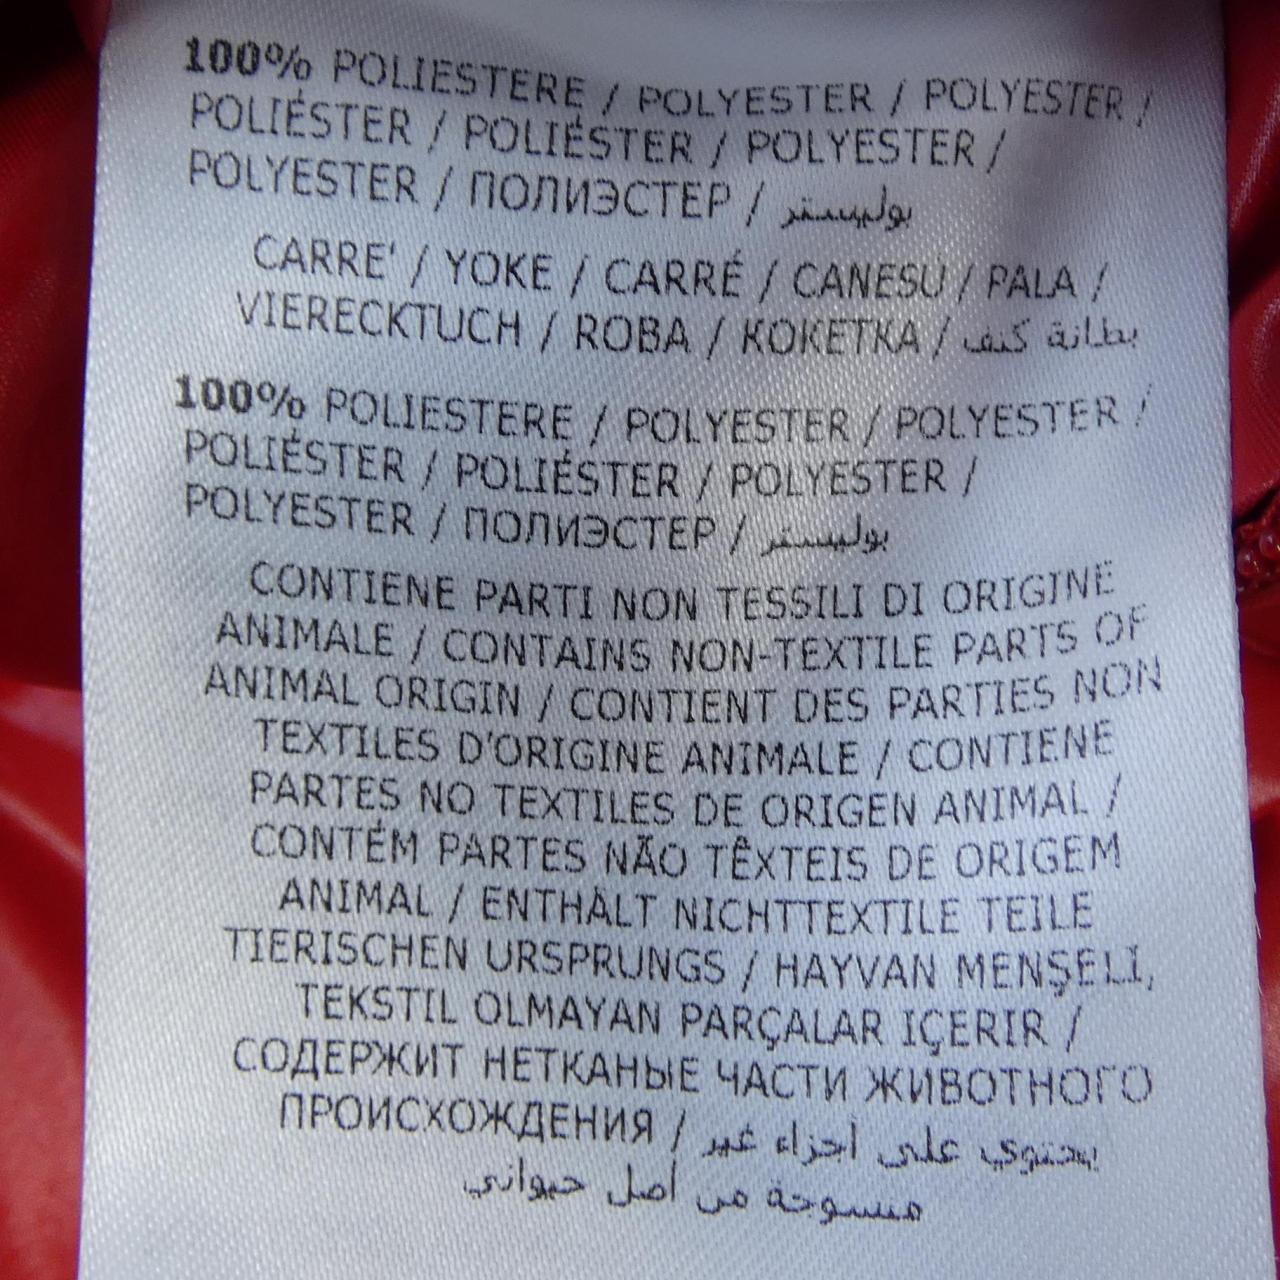 100% POLIESTERE / POLYESTER / POLYESTER /
POLIÉSTER / POLIÉSTER / POLYESTER /
POLYESTER / ПОЛИЭСТЕР / بوليستر
CARRE' / YOKE / CARRÉ / CANESÚ / PALA /
VIERECKTUCH / ROBA / КОКЕТКА / بطانة كتف
100% POLIESTERE / POLYESTER / POLYESTER /
POLIÉSTER / POLIÉSTER / POLYESTER /
POLYESTER / ПОЛИЭСТЕР / بوليستر
CONTIENE PARTI NON TESSILI DI ORIGINE
ANIMALE / CONTAINS NON-TEXTILE PARTS OF
ANIMAL ORIGIN / CONTIENT DES PARTIES NON
TEXTILES D'ORIGINE ANIMALE / CONTIENE
PARTES NO TEXTILES DE ORIGEN ANIMAL /
CONTÉM PARTES NÃO TÊXTEIS DE ORIGEM
ANIMAL / ENTHÄLT NICHTTEXTILE TEILE
TIERISCHEN URSPRUNGS / HAYVAN MENŞELİ,
TEKSTIL OLMAYAN PARÇALAR IÇERIR /
СОДЕРЖИТ НЕТКАНЫЕ ЧАСТИ ЖИВОТНОГО
ПРОИСХОЖДЕНИЯ / يحتوي على أجزاء غير
منسوجة من أصل حيواني